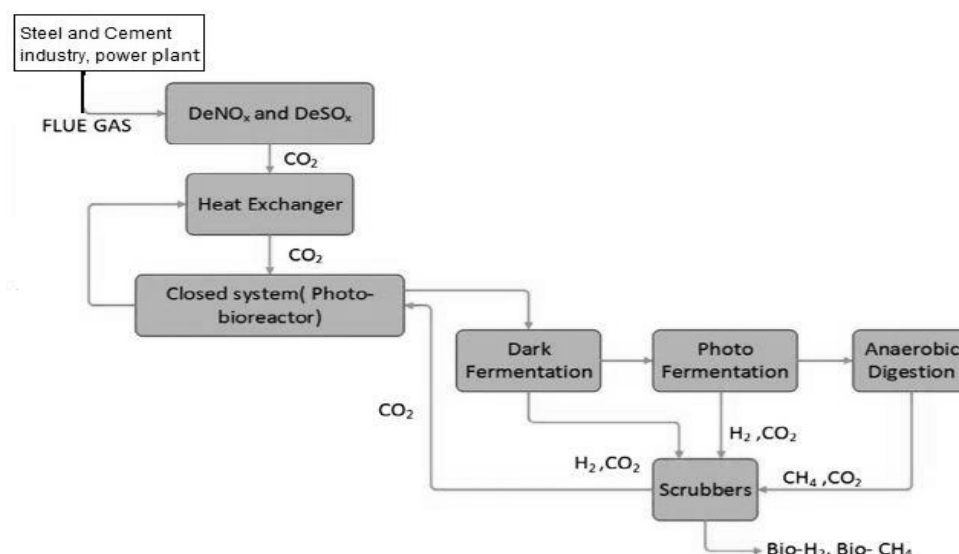 Steel and Cement
industry, power plant
FLUE GAS
DeNOₓ and DeSOₓ
CO₂
Heat Exchanger
CO₂
Closed system( Photo-
bioreactor)
Dark
Fermentation
Photo
Fermentation
Anaerobic
Digestion
CO₂
H₂ ,CO₂
H₂ ,CO₂
CH₄ ,CO₂
Scrubbers
Bio-H₂, Bio- CH₄